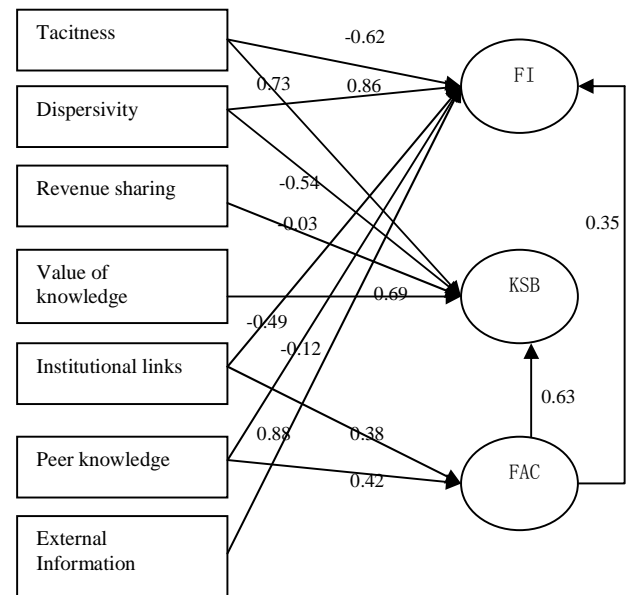 Tacitness
-0.62
FI
0.73
0.86
Dispersivity
-0.54
Revenue sharing
-0.03
0.35
Value of
knowledge
0.69
KSB
-0.49
-0.12
Institutional links
0.63
0.88
0.38
Peer knowledge
0.42
FAC
External
Information